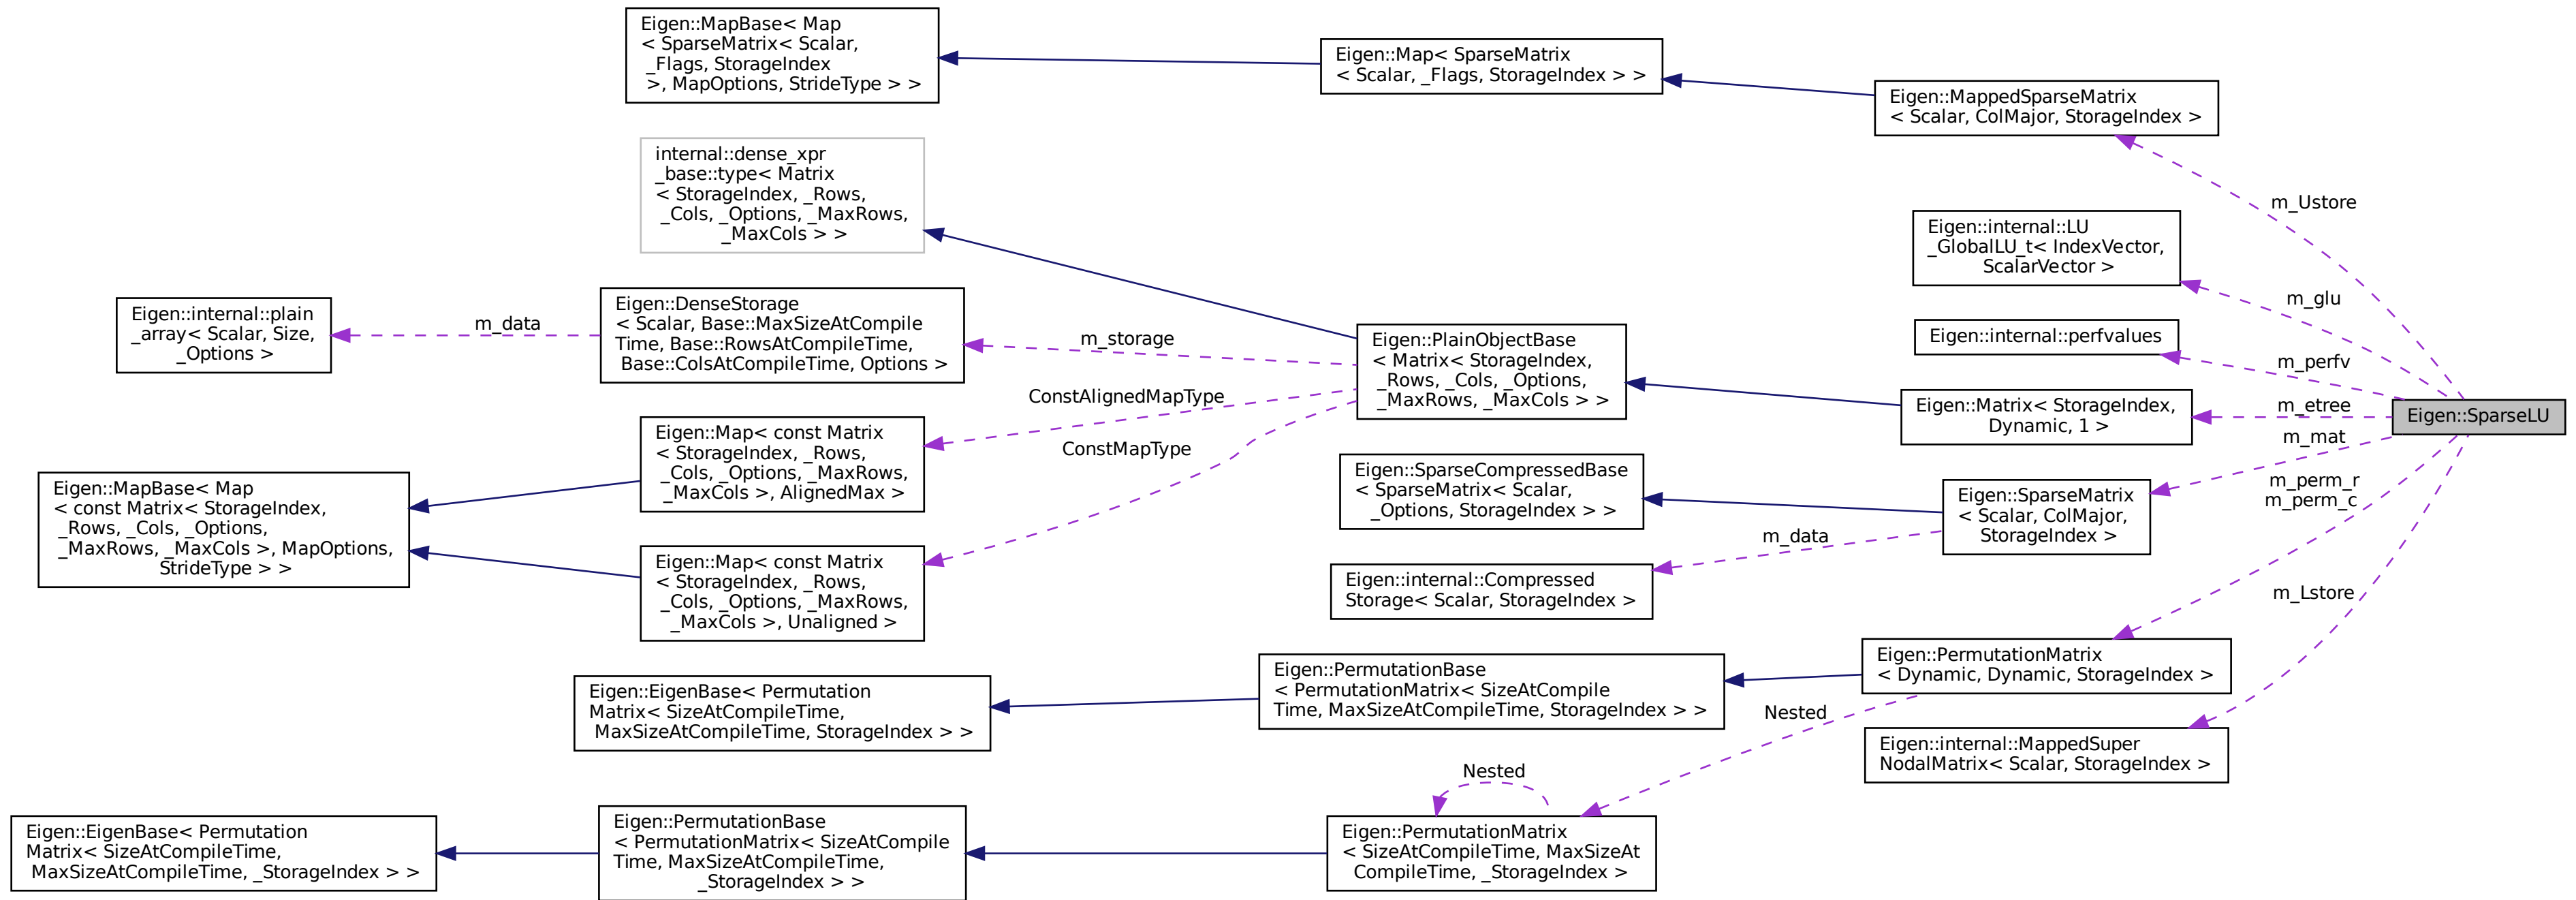 Eigen::MapBase< Map
< SparseMatrix< Scalar,
_Flags, StorageIndex
>, MapOptions, StrideType > >
Eigen::Map< SparseMatrix
< Scalar, _Flags, StorageIndex > >
Eigen::MappedSparseMatrix
< Scalar, ColMajor, StorageIndex >
internal::dense_xpr
_base::type< Matrix
< StorageIndex, _Rows,
_Cols, _Options, _MaxRows,
_MaxCols > >
m_Ustore
Eigen::internal::LU
_GlobalLU_t< IndexVector,
ScalarVector >
m_glu
Eigen::internal::plain
_array< Scalar, Size,
_Options >
m_data
Eigen::DenseStorage
< Scalar, Base::MaxSizeAtCompile
Time, Base::RowsAtCompileTime,
Base::ColsAtCompileTime, Options >
m_storage
Eigen::PlainObjectBase
< Matrix< StorageIndex,
_Rows, _Cols, _Options,
_MaxRows, _MaxCols > >
Eigen::internal::perfvalues
m_perfv
Eigen::Matrix< StorageIndex,
Dynamic, 1 >
m_etree
Eigen::SparseLU
ConstAlignedMapType
ConstMapType
Eigen::Map< const Matrix
< StorageIndex, _Rows,
_Cols, _Options, _MaxRows,
_MaxCols >, AlignedMax >
m_mat
Eigen::SparseCompressedBase
< SparseMatrix< Scalar,
_Options, StorageIndex > >
Eigen::SparseMatrix
< Scalar, ColMajor,
StorageIndex >
m_perm_r
m_perm_c
Eigen::MapBase< Map
< const Matrix< StorageIndex,
_Rows, _Cols, _Options,
_MaxRows, _MaxCols >, MapOptions,
StrideType > >
m_data
Eigen::Map< const Matrix
< StorageIndex, _Rows,
_Cols, _Options, _MaxRows,
_MaxCols >, Unaligned >
Eigen::internal::Compressed
Storage< Scalar, StorageIndex >
m_Lstore
Eigen::EigenBase< Permutation
Matrix< SizeAtCompileTime,
MaxSizeAtCompileTime, StorageIndex > >
Eigen::PermutationBase
< PermutationMatrix< SizeAtCompile
Time, MaxSizeAtCompileTime, StorageIndex > >
Eigen::PermutationMatrix
< Dynamic, Dynamic, StorageIndex >
Nested
Eigen::internal::MappedSuper
NodalMatrix< Scalar, StorageIndex >
Nested
Eigen::EigenBase< Permutation
Matrix< SizeAtCompileTime,
MaxSizeAtCompileTime, _StorageIndex > >
Eigen::PermutationBase
< PermutationMatrix< SizeAtCompile
Time, MaxSizeAtCompileTime,
_StorageIndex > >
Eigen::PermutationMatrix
< SizeAtCompileTime, MaxSizeAt
CompileTime, _StorageIndex >